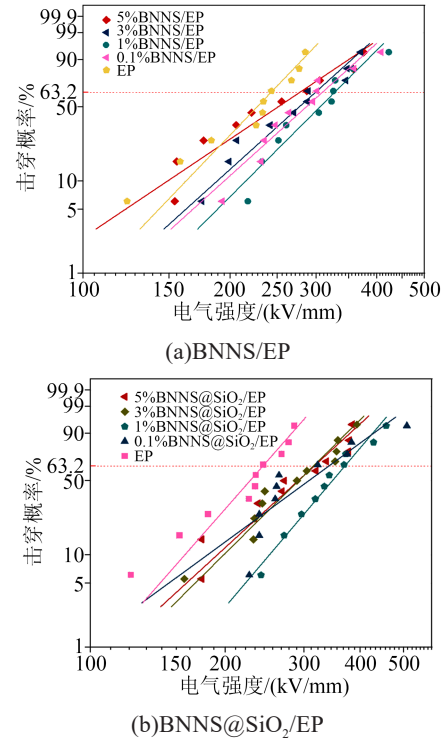 5%BNNS/EP
3%BNNS/EP
1%BNNS/EP
0.1%BNNS/EP
EP
99.9
99
90
63.2
50
10
5
1
击穿概率/%
100 150 200 250 300 400 500
电气强度/(kV/mm)
(a)BNNS/EP
5%BNNS@SiO₂/EP
3%BNNS@SiO₂/EP
1%BNNS@SiO₂/EP
0.1%BNNS@SiO₂/EP
EP
99.9
99
90
63.2
50
10
5
1
击穿概率/%
100 200 300 400 500
电气强度/(kV/mm)
(b)BNNS@SiO₂/EP